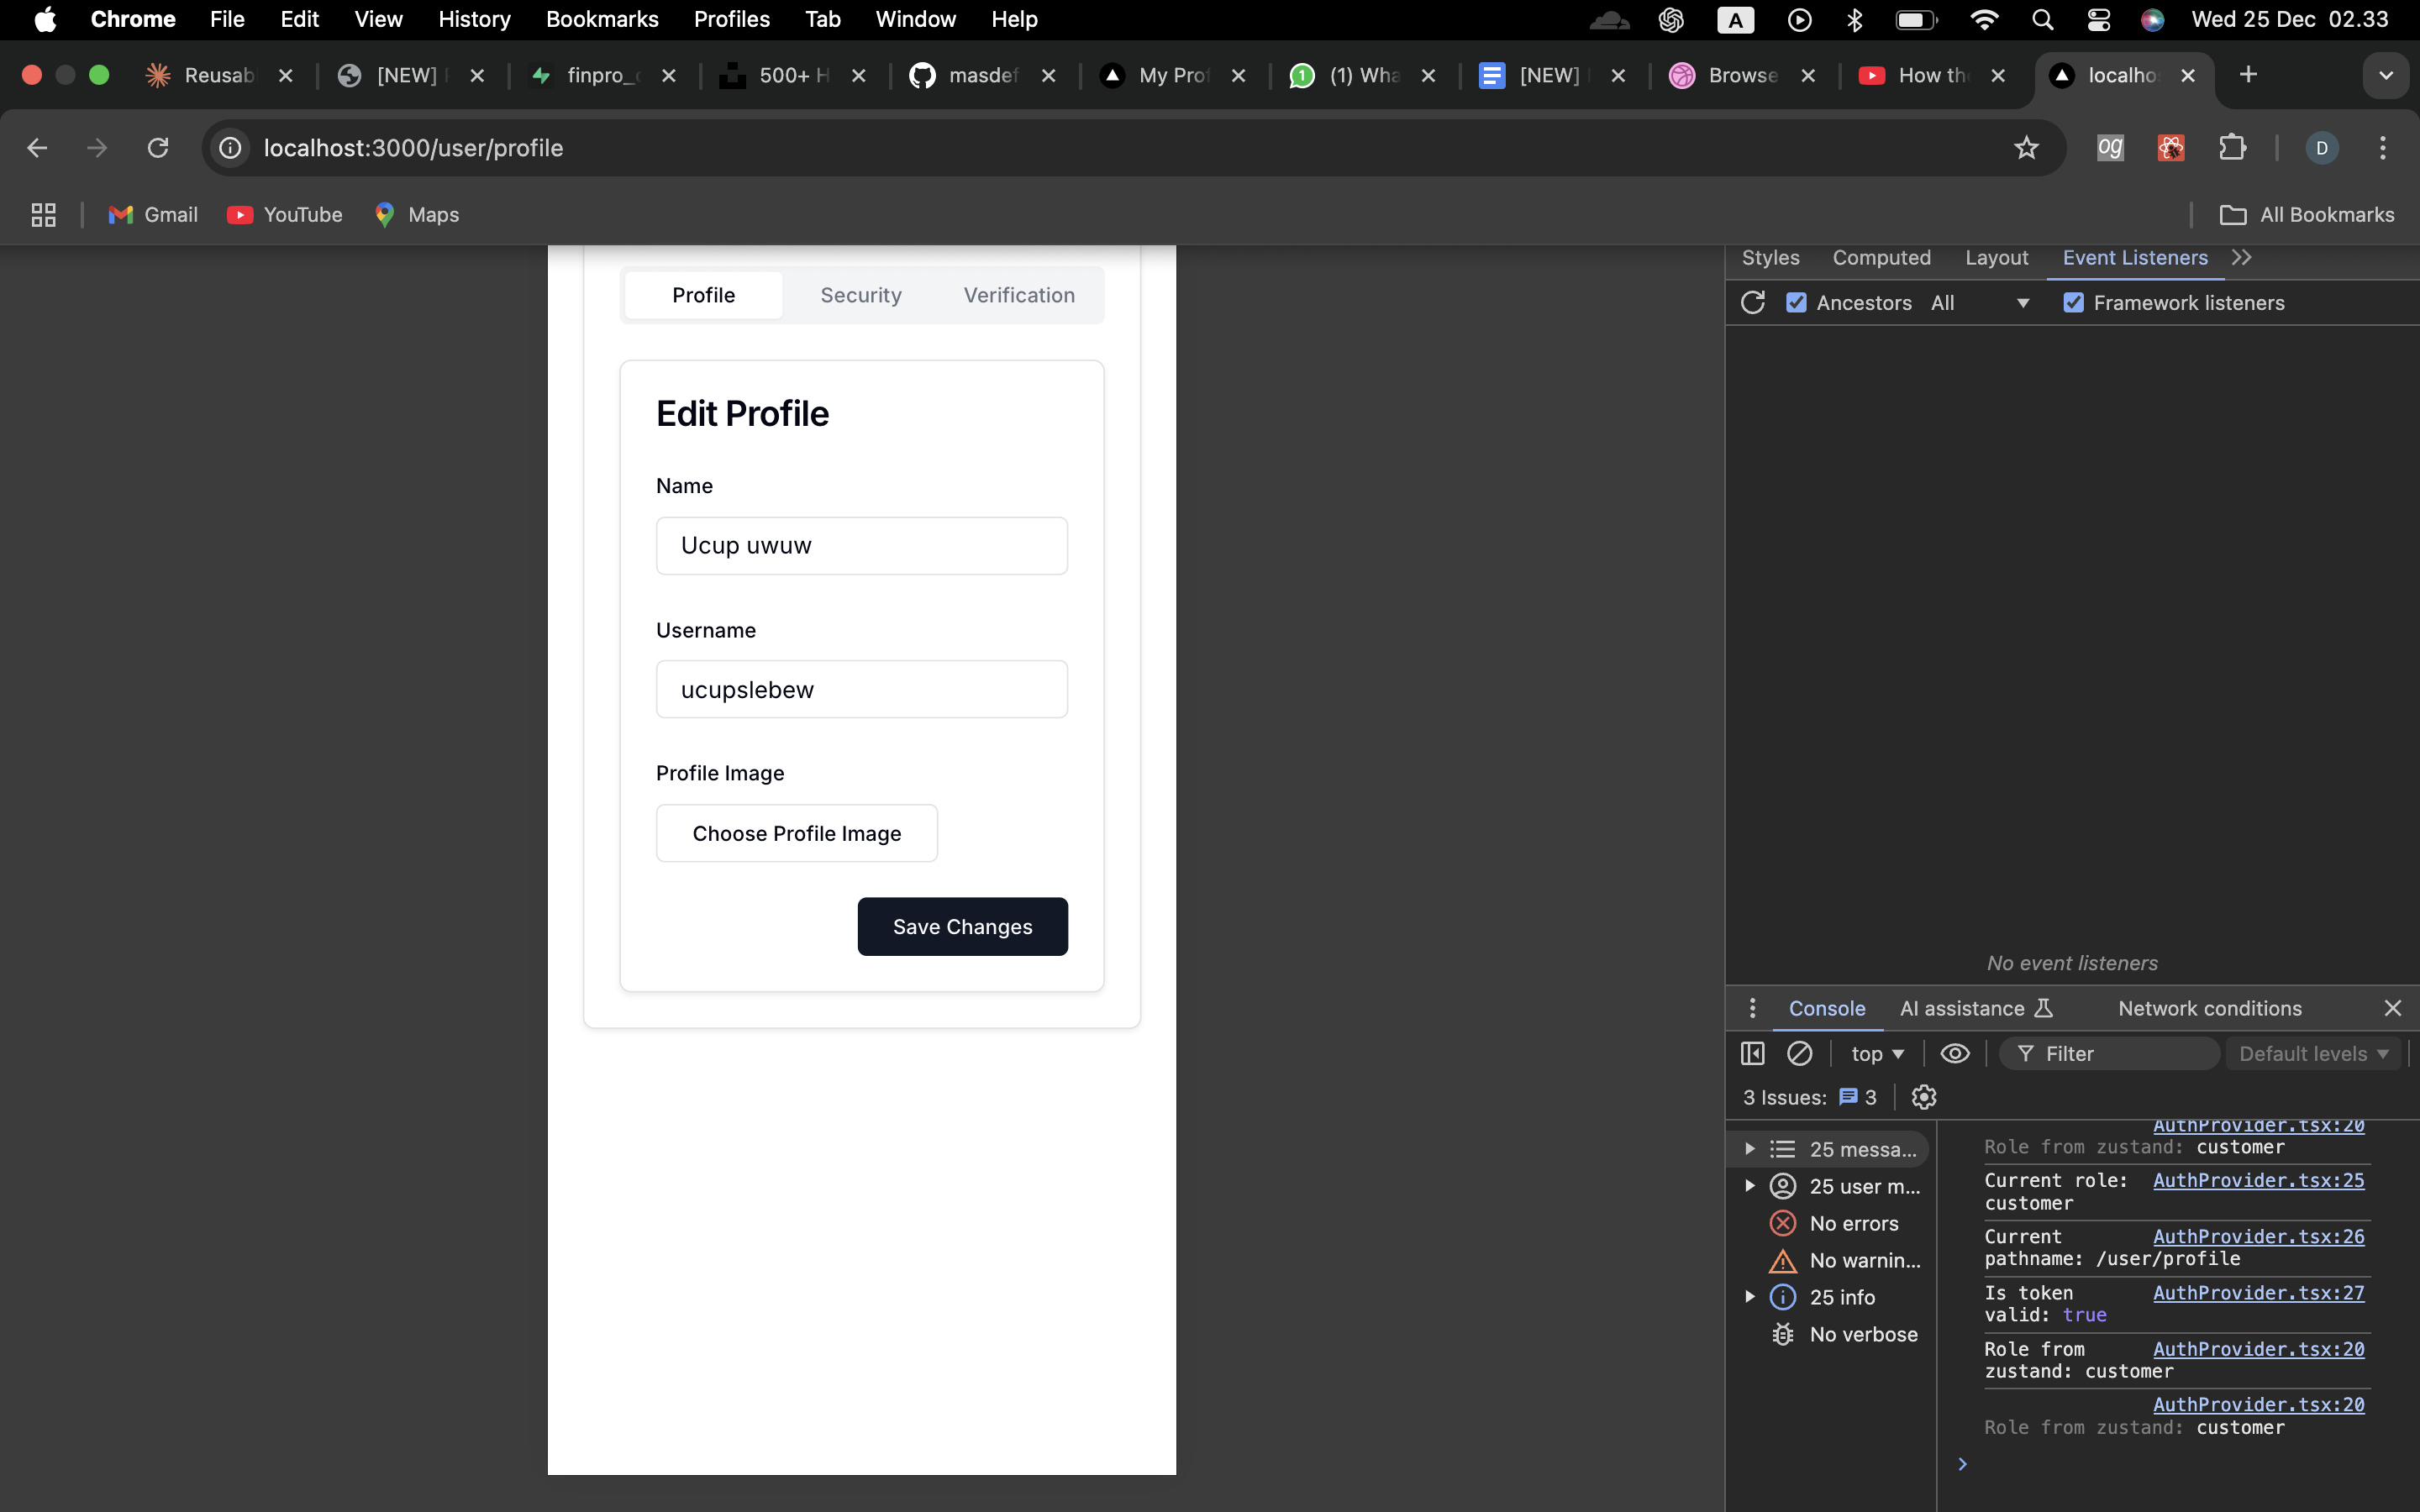 Chrome File Edit View History Bookmarks Profiles Tab Window Help A Wed 25 Dec 02.33
Reusab [NEW] finpro_ 500+ H masdef My Prof 1 (1) Wha [NEW] Browse How the localho
localhost:3000/user/profile og D
Gmail YouTube Maps All Bookmarks
Profile Security Verification
Edit Profile
Name
Ucup uwuw
Username
ucupslebew
Profile Image
Choose Profile Image
Save Changes
Styles Computed Layout Event Listeners
Ancestors All Framework listeners
No event listeners
Console AI assistance Network conditions
top Filter Default levels
3 Issues: 3
25 messa...
25 user m...
No errors
No warnin...
25 info
No verbose
AuthProvider.tsx:20
Role from zustand: customer
Current role: AuthProvider.tsx:25
customer
Current AuthProvider.tsx:26
pathname: /user/profile
Is token AuthProvider.tsx:27
valid: true
Role from AuthProvider.tsx:20
zustand: customer
AuthProvider.tsx:20
Role from zustand: customer